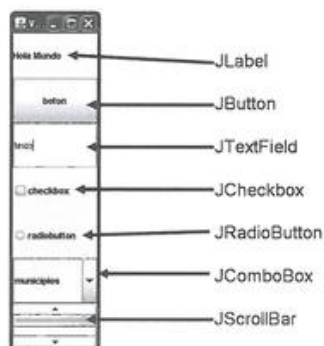 v...
Hola Mundo
JLabel
boton
JButton
texto
JTextField
checkbox
JCheckbox
radiobutton
JRadioButton
municipios
JComboBox
JScrollBar